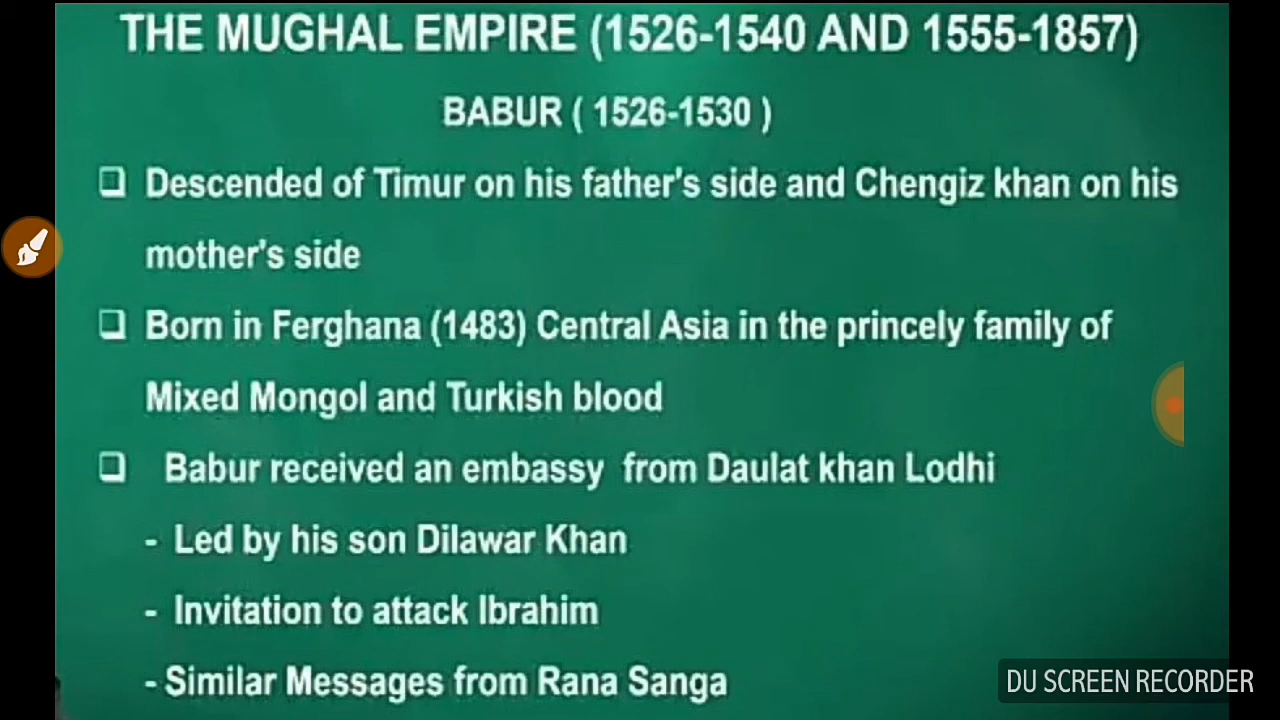 THE MUGHAL EMPIRE (1526-1540 AND 1555-1857)
BABUR ( 1526-1530 )
❑ Descended of Timur on his father's side and Chengiz khan on his
mother's side
❑ Born in Ferghana (1483) Central Asia in the princely family of
Mixed Mongol and Turkish blood
❑ Babur received an embassy from Daulat khan Lodhi
- Led by his son Dilawar Khan
- Invitation to attack Ibrahim
- Similar Messages from Rana Sanga
DU SCREEN RECORDER